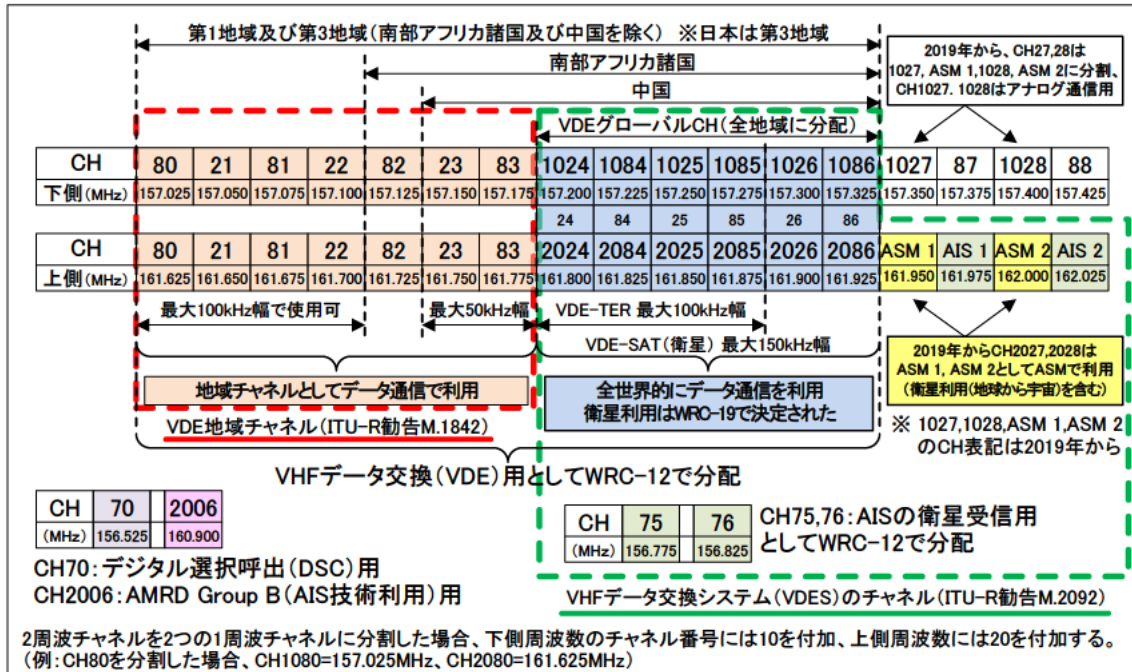 第1地域及び第3地域(南部アフリカ諸国及び中国を除く) ※日本は第3地域
南部アフリカ諸国
中国
VDEグローバルCH(全地域に分配)
2019年から、CH27,28は
1027, ASM 1,1028, ASM 2に分割、
CH1027. 1028はアナログ通信用
CH 80 21 81 22 82 23 83 1024 1084 1025 1085 1026 1086 1027 87 1028 88
下側(MHz) 157.025 157.050 157.075 157.100 157.125 157.150 157.175 157.200 157.225 157.250 157.275 157.300 157.325 157.350 157.375 157.400 157.425
24 84 25 85 26 86
CH 80 21 81 22 82 23 83 2024 2084 2025 2085 2026 2086 ASM 1 AIS 1 ASM 2 AIS 2
上側(MHz) 161.625 161.650 161.675 161.700 161.725 161.750 161.775 161.800 161.825 161.850 161.875 161.900 161.925 161.950 161.975 162.000 162.025
最大100kHz幅で使用可
最大50kHz幅
VDE-TER 最大100kHz幅
VDE-SAT(衛星) 最大150kHz幅
地域チャネルとしてデータ通信で利用
全世界的にデータ通信を利用
衛星利用はWRC-19で決定された
2019年からCH2027,2028は
ASM 1, ASM 2としてASMで利用
(衛星利用(地球から宇宙)を含む)
VDE地域チャネル(ITU-R勧告M.1842)
※ 1027,1028,ASM 1,ASM 2
のCH表記は2019年から
VHFデータ交換(VDE)用としてWRC-12で分配
CH 70 2006
(MHz) 156.525 160.900
CH70:デジタル選択呼出(DSC)用
CH2006:AMRD Group B(AIS技術利用)用
CH 75 76
(MHz) 156.775 156.825
CH75,76:AISの衛星受信用
としてWRC-12で分配
VHFデータ交換システム(VDES)のチャネル(ITU-R勧告M.2092)
2周波チャネルを2つの1周波チャネルに分割した場合、下側周波数のチャネル番号には10を付加、上側周波数には20を付加する。
(例:CH80を分割した場合、CH1080=157.025MHz、CH2080=161.625MHz)